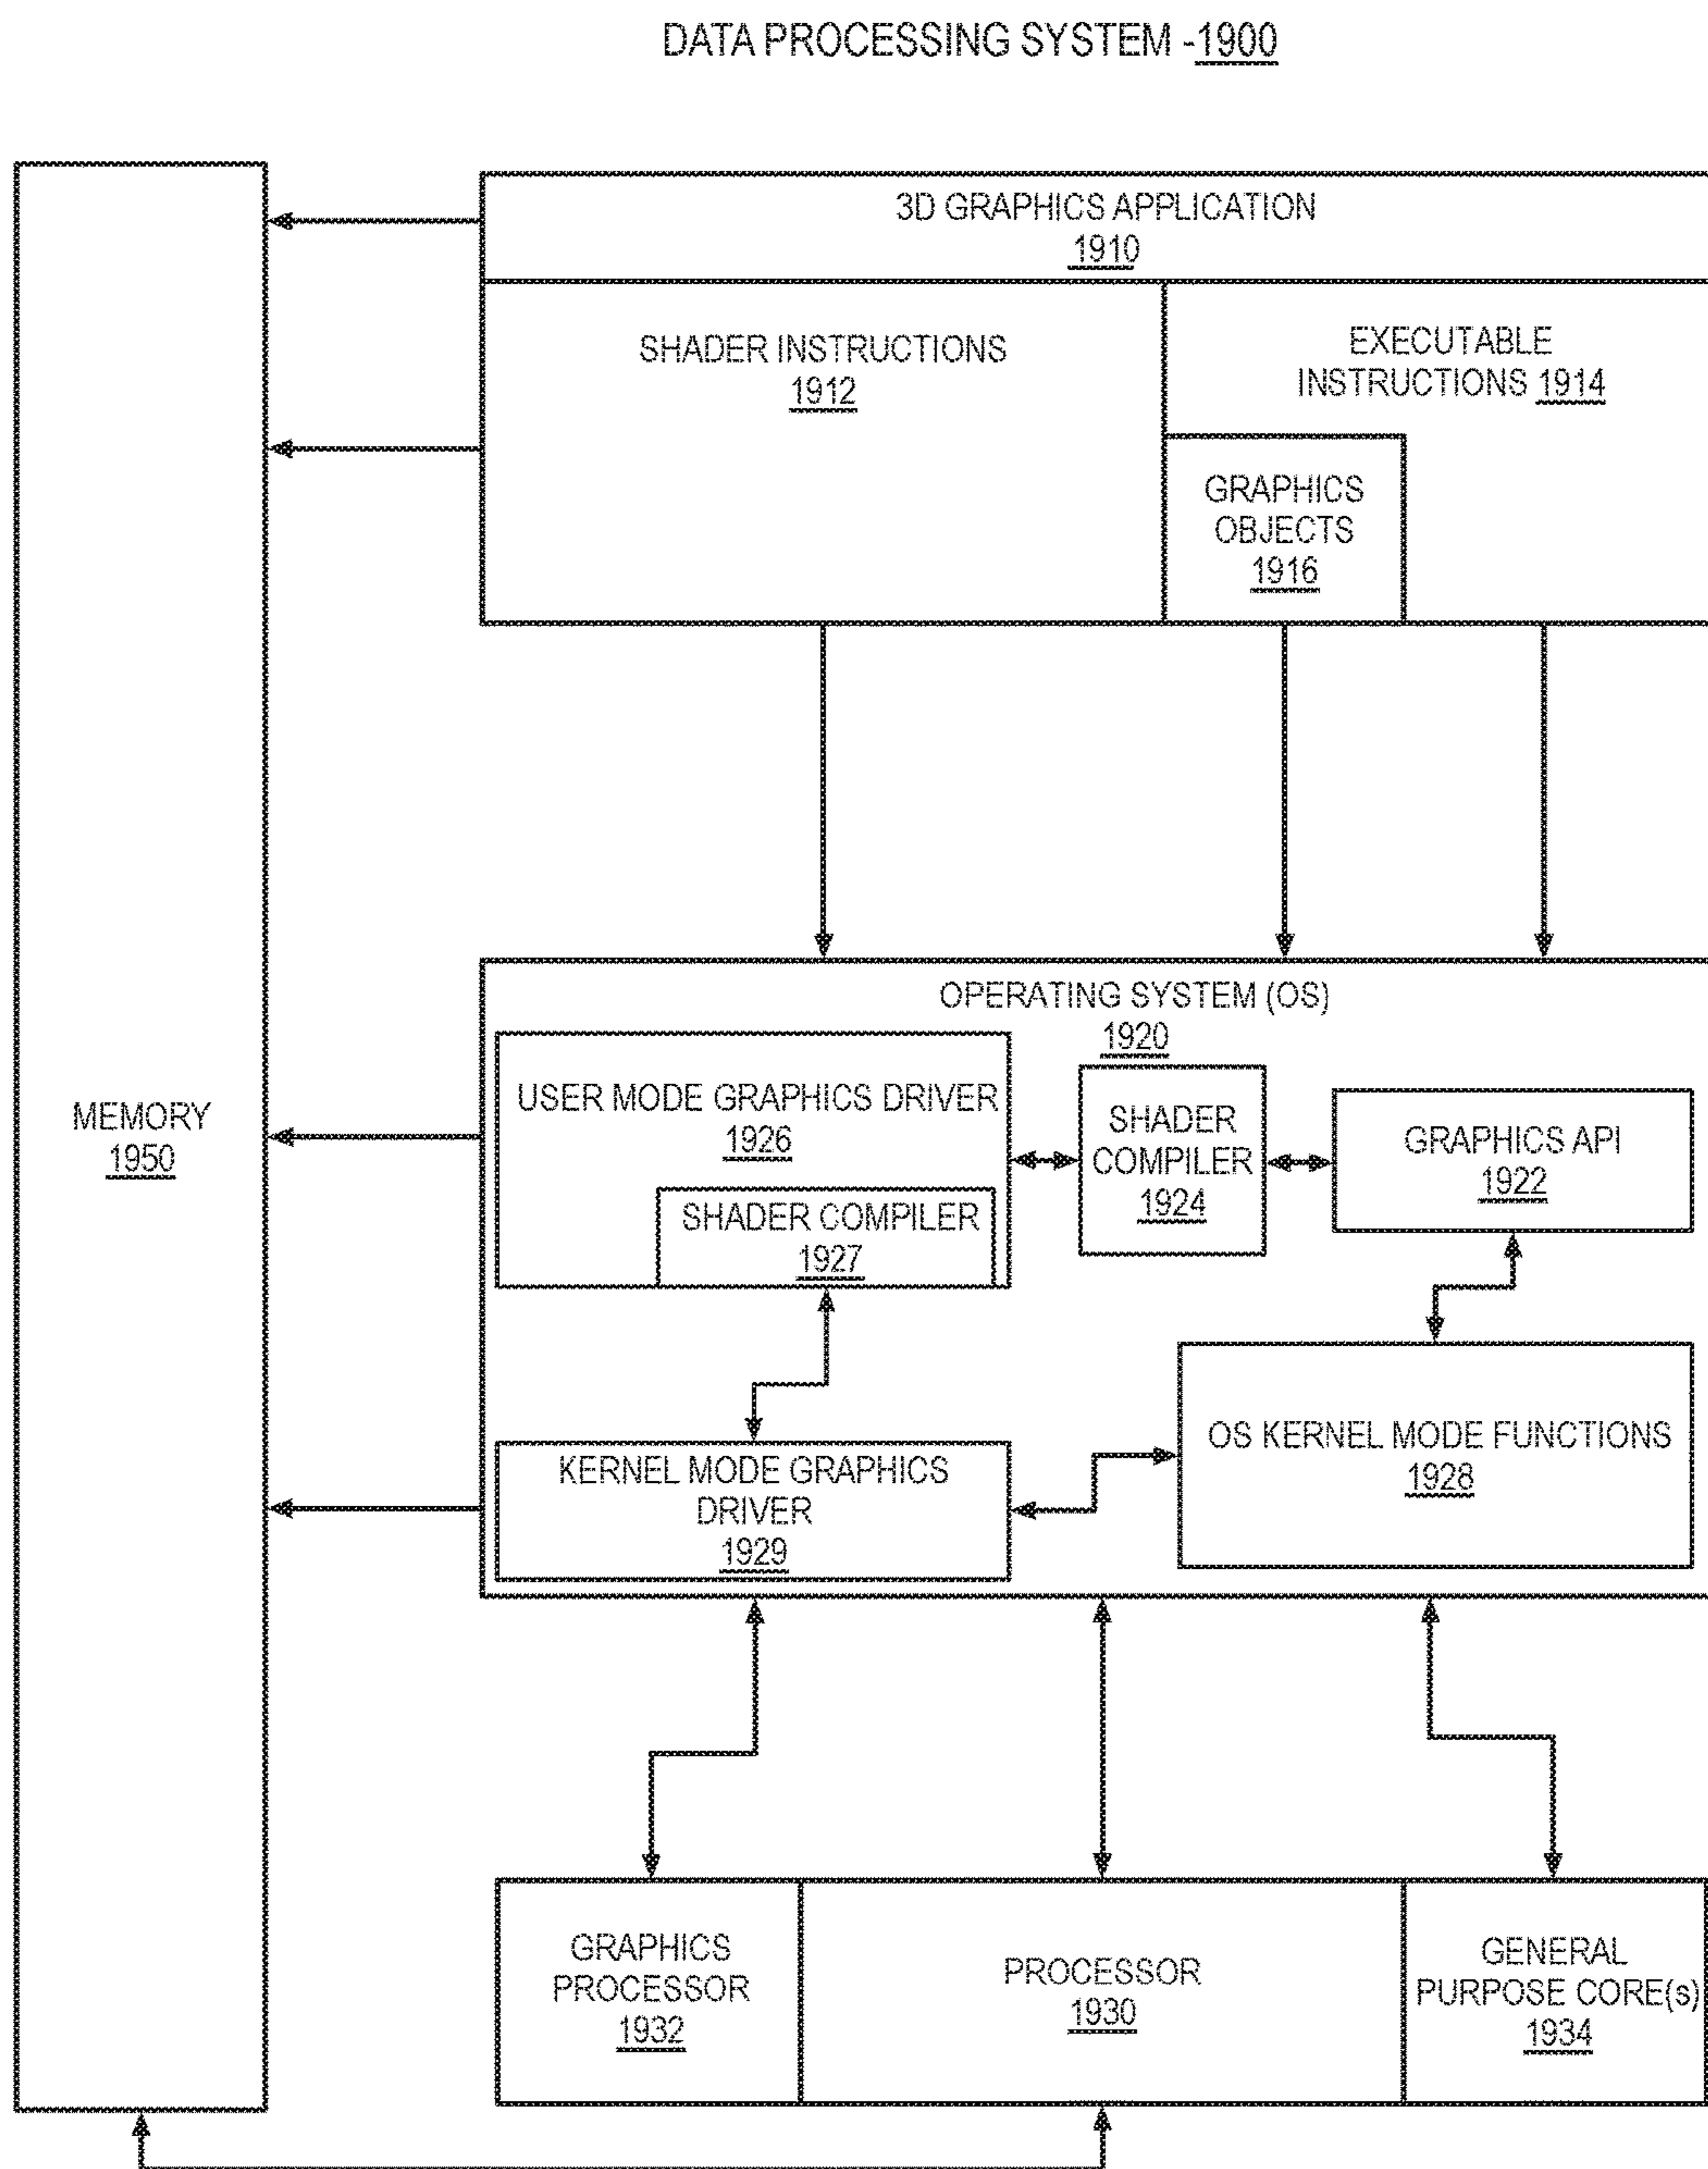 DATA PROCESSING SYSTEM -1900
3D GRAPHICS APPLICATION
1910
SHADER INSTRUCTIONS
1912
EXECUTABLE
INSTRUCTIONS 1914
GRAPHICS
OBJECTS
1916
OPERATING SYSTEM (OS)
1920
USER MODE GRAPHICS DRIVER
1926
SHADER COMPILER
1927
SHADER
COMPILER
1924
GRAPHICS API
1922
MEMORY
1950
KERNEL MODE GRAPHICS
DRIVER
1929
OS KERNEL MODE FUNCTIONS
1928
GRAPHICS
PROCESSOR
1932
PROCESSOR
1930
GENERAL
PURPOSE CORE(s)
1934